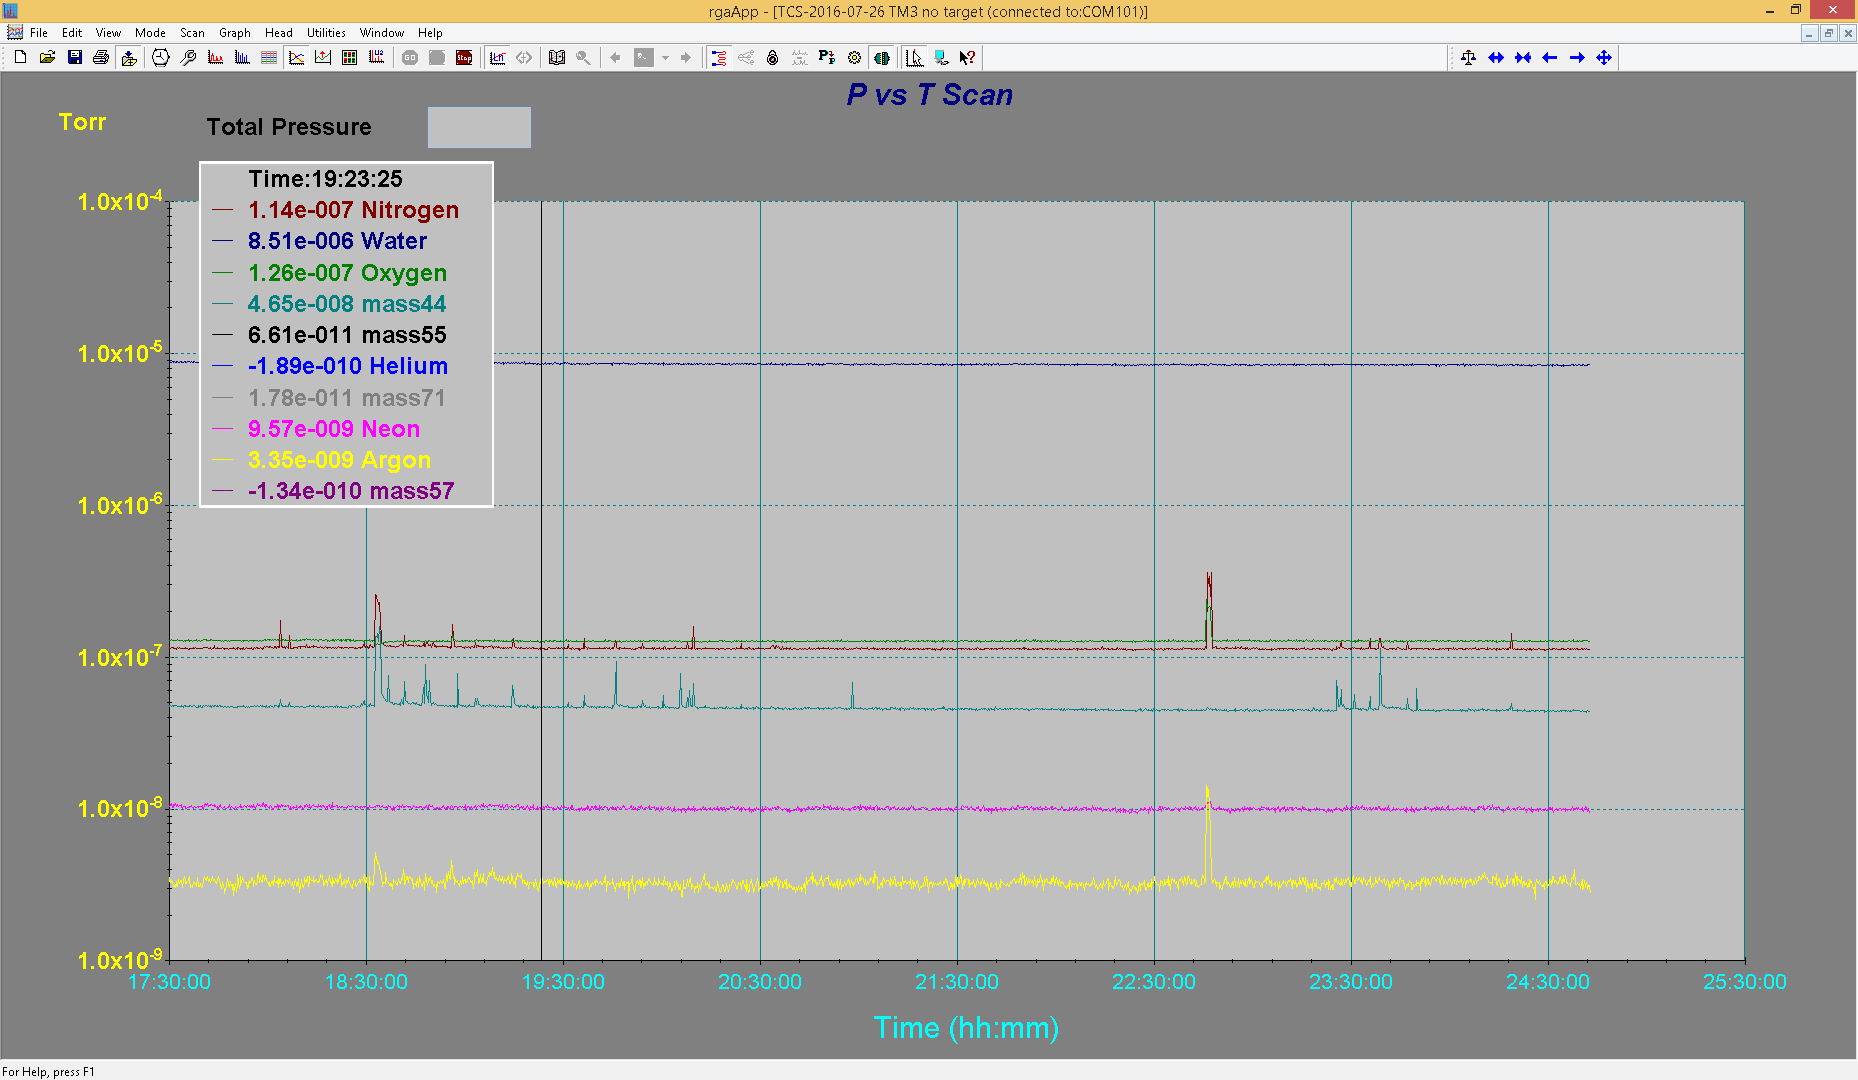 rgaApp - [TCS-2016-07-26 TM3 no target (connected to:COM101)]
File Edit View Mode Scan Graph Head Utilities Window Help
GO Stop
P vs T Scan
Torr
Total Pressure
Time:19:23:25
1.14e-007 Nitrogen
8.51e-006 Water
1.26e-007 Oxygen
4.65e-008 mass44
6.61e-011 mass55
-1.89e-010 Helium
1.78e-011 mass71
9.57e-009 Neon
3.35e-009 Argon
-1.34e-010 mass57
1.0x10-4
1.0x10-5
1.0x10-6
1.0x10-7
1.0x10-8
1.0x10-9
17:30:00 18:30:00 19:30:00 20:30:00 21:30:00 22:30:00 23:30:00 24:30:00 25:30:00
Time (hh:mm)
For Help, press F1